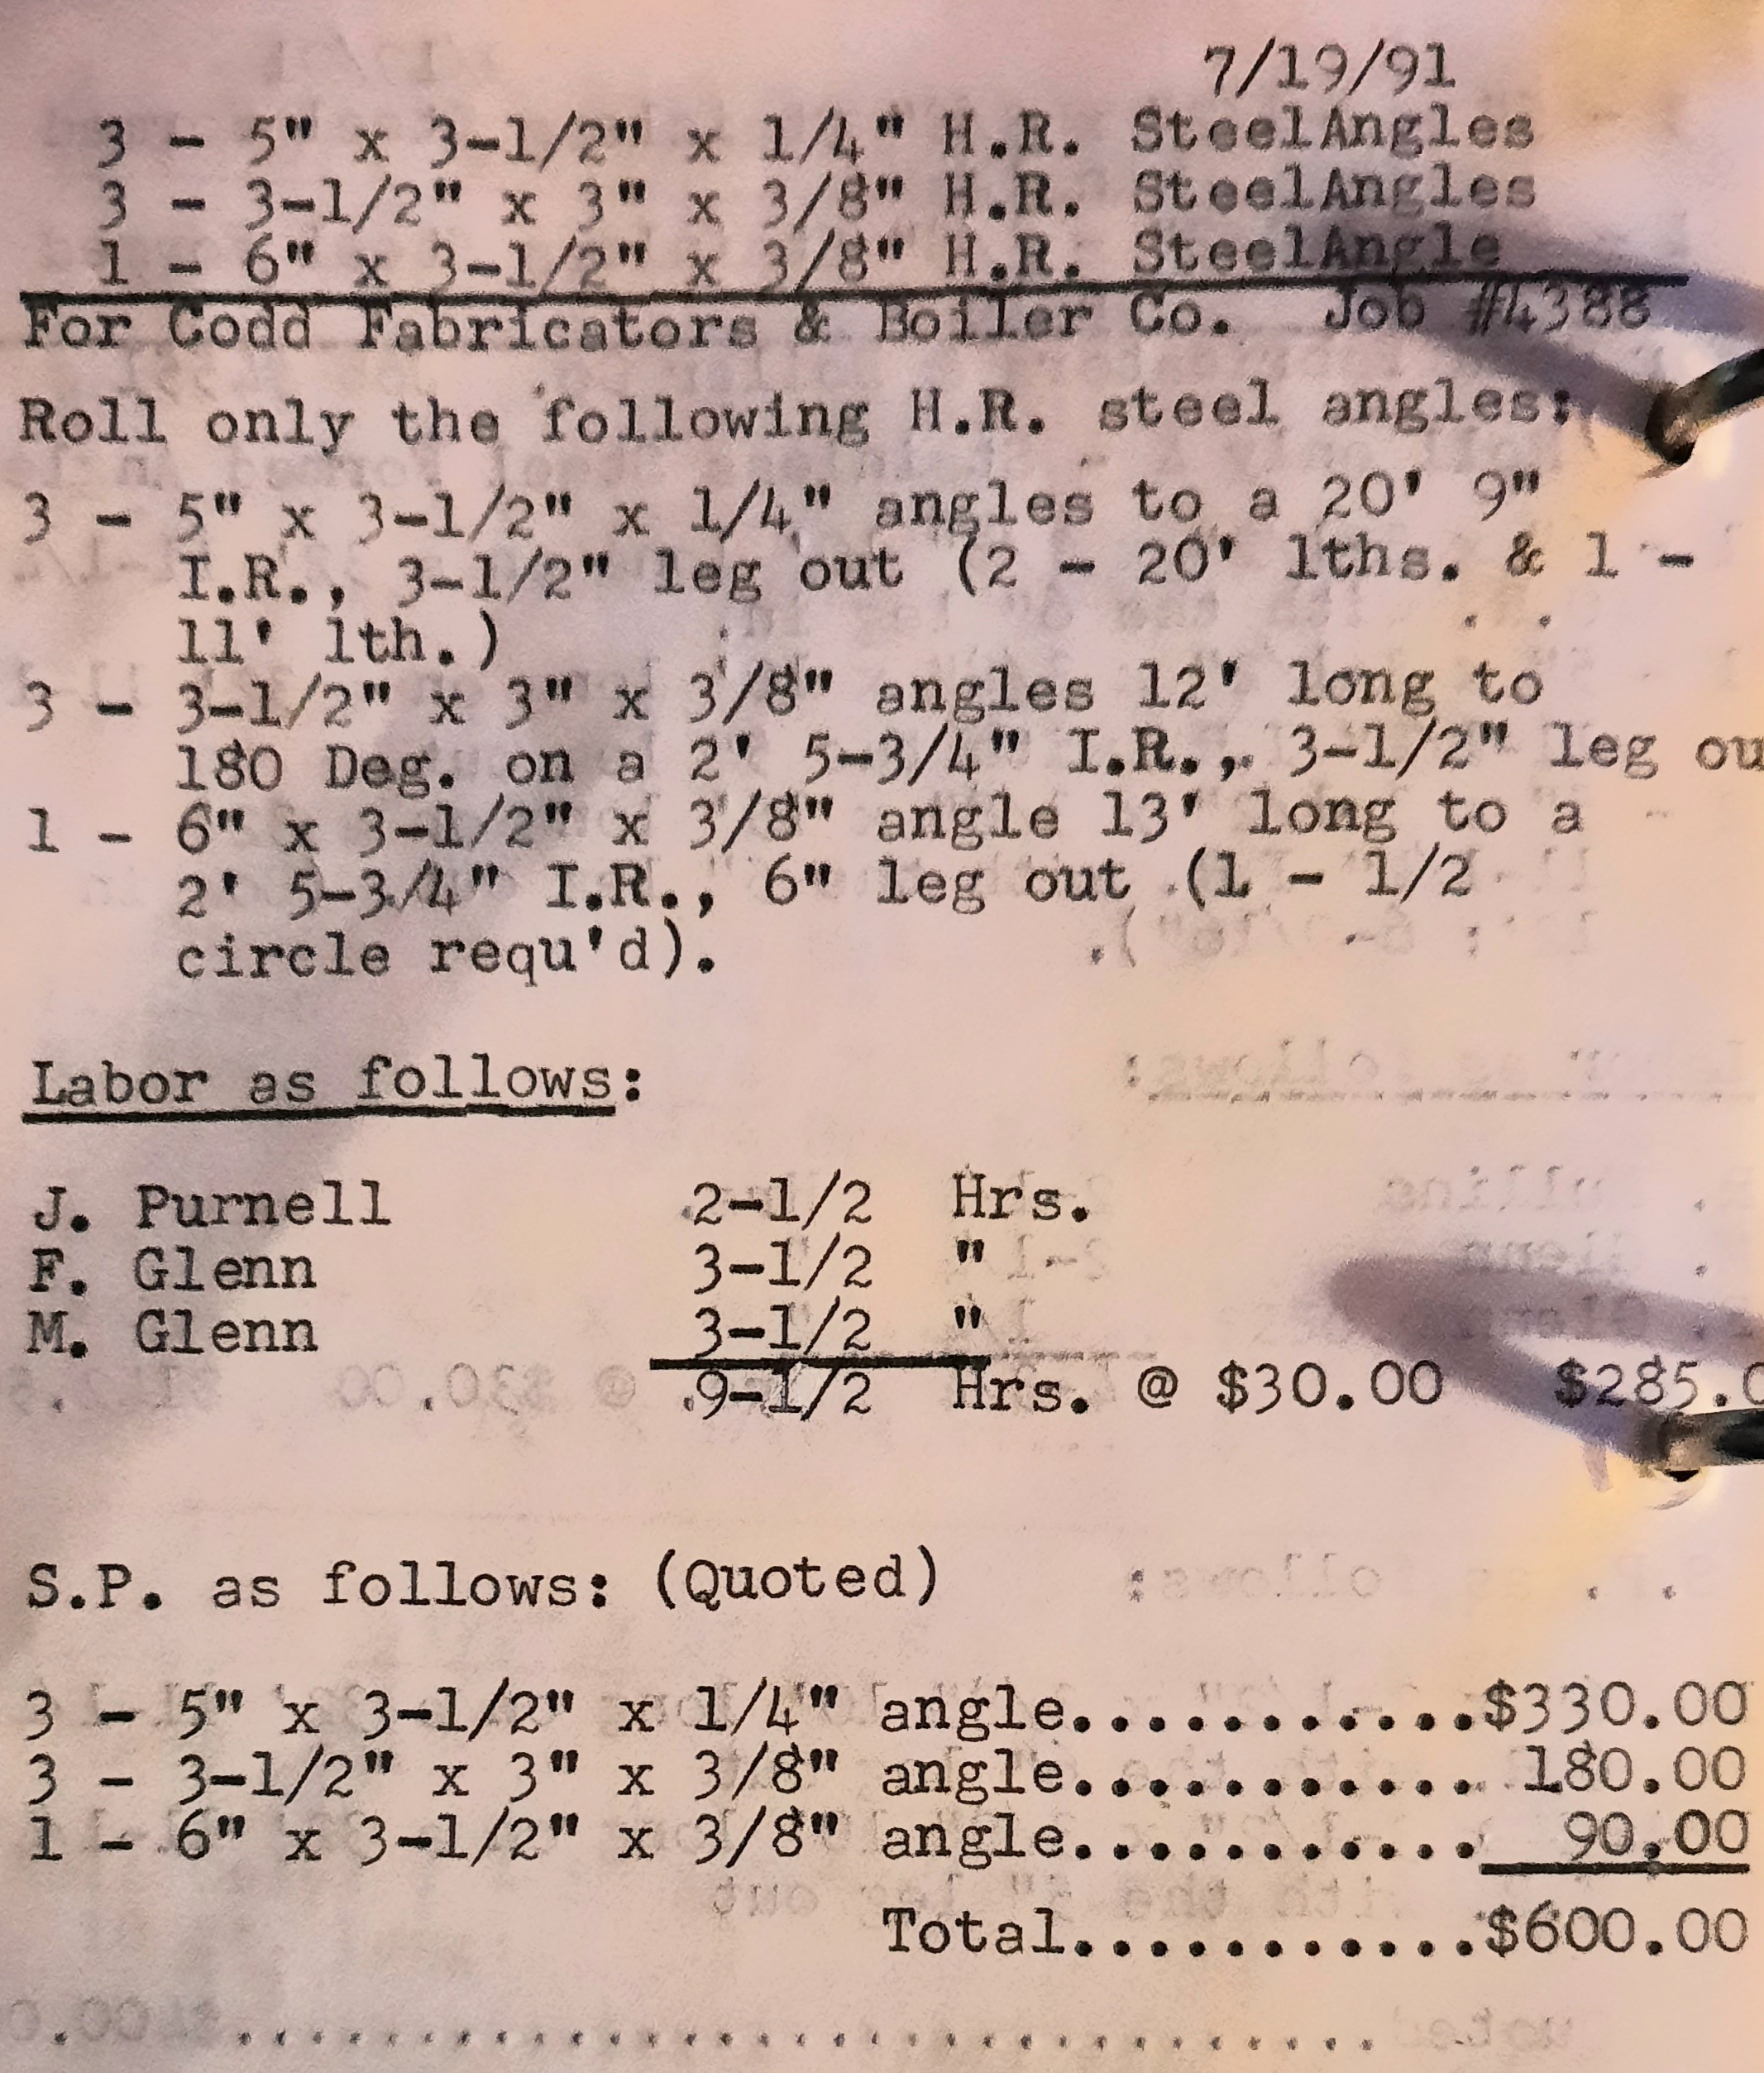 7/19/91
3 - 5" x 3-1/2" x 1/4" H.R. SteelAngles
3 - 3-1/2" x 3" x 3/8" H.R. SteelAngles
1 - 6" x 3-1/2" x 3/8" H.R. SteelAngle
For Codd Fabricators & Boiler Co. Job #4388
Roll only the following H.R. steel angles:
3 - 5" x 3-1/2" x 1/4" angles to a 20' 9"
I.R., 3-1/2" leg out (2 - 20' lths. & 1 -
11' lth.)
3 - 3-1/2" x 3" x 3/8" angles 12' long to
180 Deg. on a 2' 5-3/4" I.R., 3-1/2" leg ou
1 - 6" x 3-1/2" x 3/8" angle 13' long to a
2' 5-3/4" I.R., 6" leg out (1 - 1/2
circle requ'd).
Labor as follows:
J. Purnell 2-1/2 Hrs.
F. Glenn 3-1/2 "
M. Glenn 3-1/2 "
9-1/2 Hrs. @ $30.00 $285.0
S.P. as follows: (Quoted)
3 - 5" x 3-1/2" x 1/4" angle...........$330.00
3 - 3-1/2" x 3" x 3/8" angle........... 180.00
1 - 6" x 3-1/2" x 3/8" angle........... 90.00
Total...........$600.00